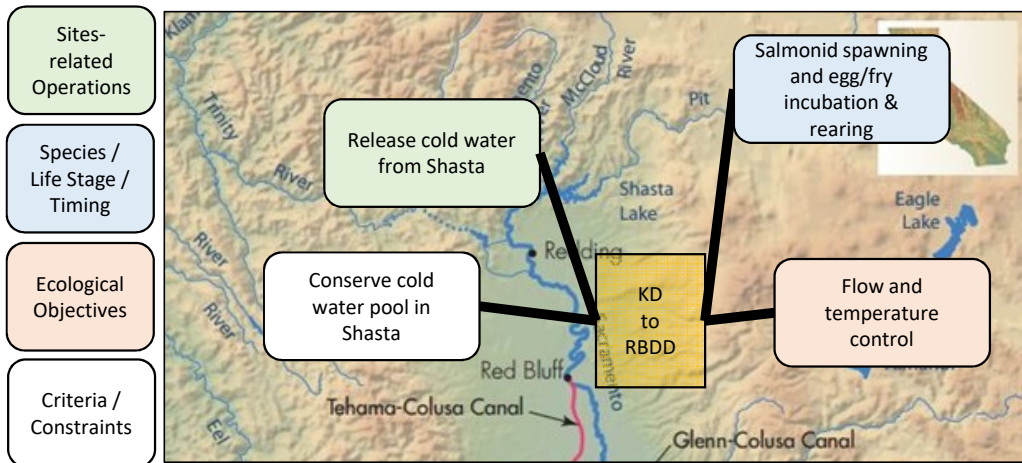 Sites-
related
Operations
Species /
Life Stage /
Timing
Ecological
Objectives
Criteria /
Constraints
Trinity
River
McCloud
River
Pit
Release cold water
from Shasta
Salmonid spawning
and egg/fry
incubation &
rearing
Shasta
Lake
Eagle
Lake
Redding
Conserve cold
water pool in
Shasta
KD
to
RBDD
Flow and
temperature
control
Sacramento
River
River
Eel
Red Bluff
Tehama-Colusa Canal
Glenn-Colusa Canal